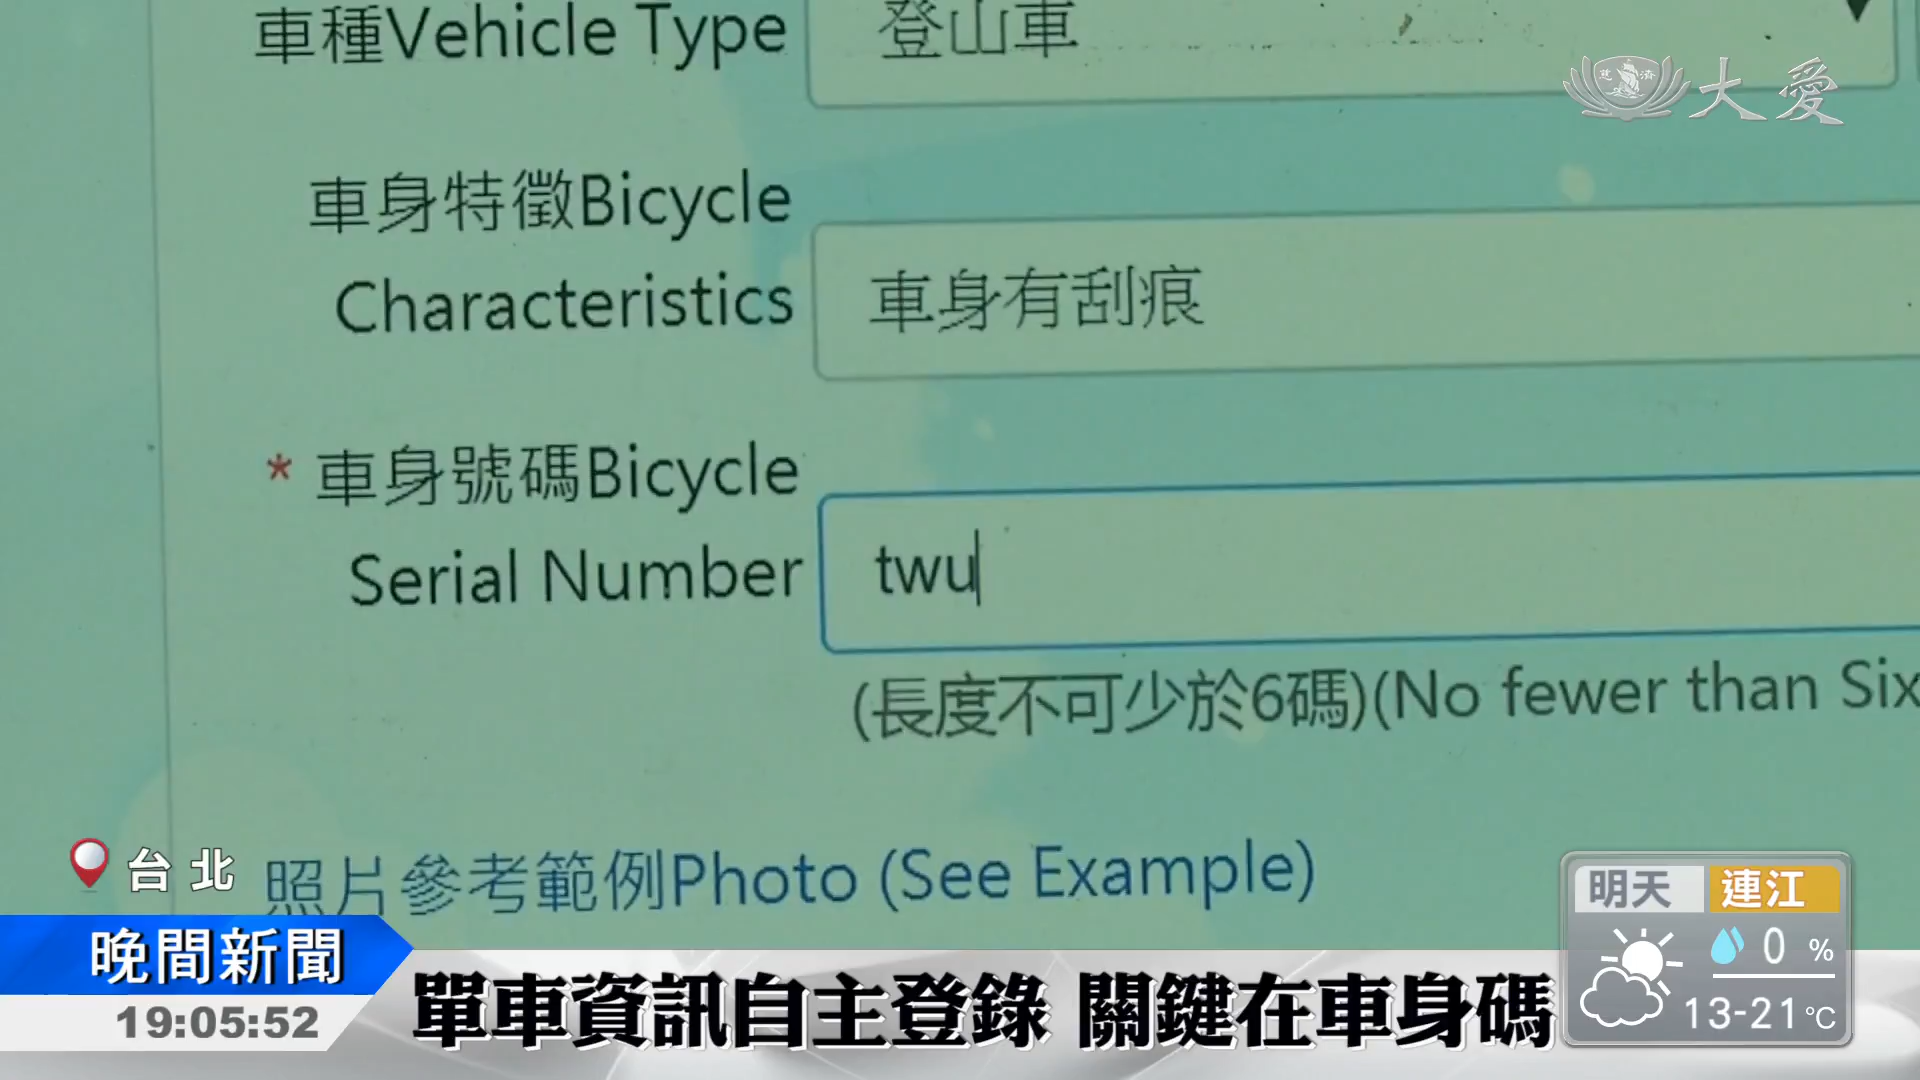 車種Vehicle Type
登山車
慈濟
大愛
車身特徵Bicycle
Characteristics
車身有刮痕
* 車身號碼Bicycle
Serial Number
twu
(長度不可少於6碼)(No fewer than Six
照片參考範例Photo (See Example)
台北
晚間新聞
19:05:52
單車資訊自主登錄 關鍵在車身碼
明天 連江
0 %
13-21℃